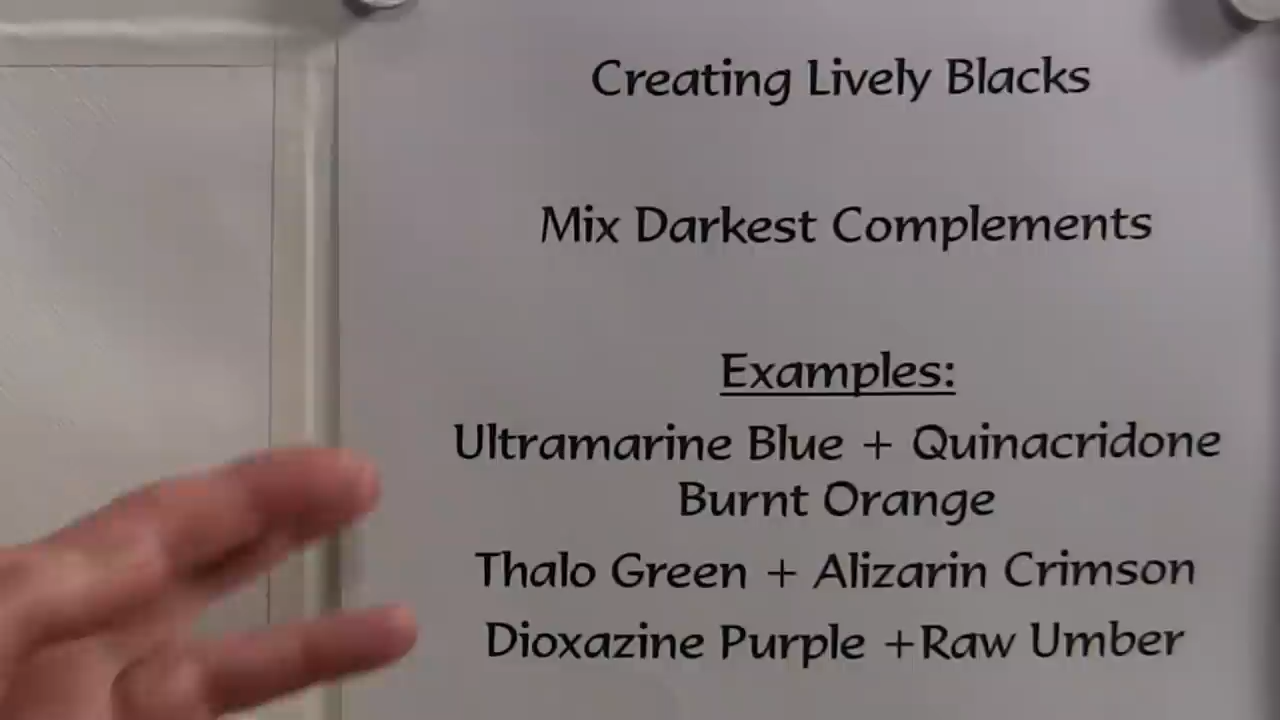 Creating Lively Blacks
Mix Darkest Complements
Examples:
Ultramarine Blue + Quinacridone
Burnt Orange
Thalo Green + Alizarin Crimson
Dioxazine Purple +Raw Umber